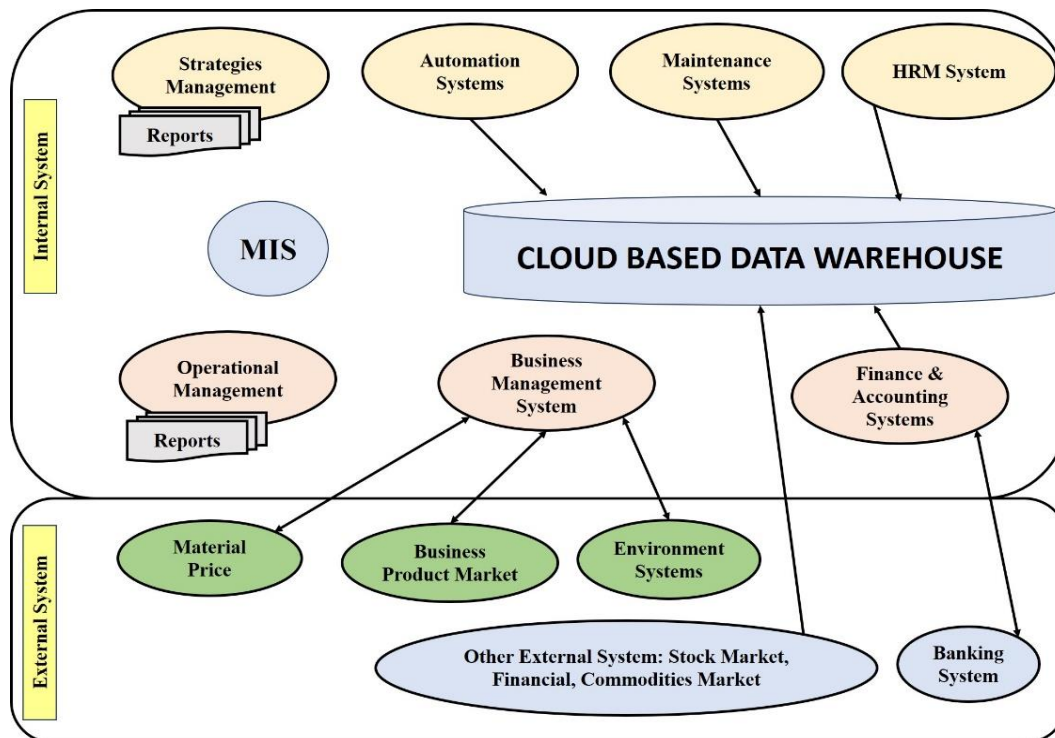 Strategies
Management
Reports
Automation
Systems
Maintenance
Systems
HRM System
Internal System
MIS
CLOUD BASED DATA WAREHOUSE
Operational
Management
Reports
Business
Management
System
Finance &
Accounting
Systems
External System
Material
Price
Business
Product Market
Environment
Systems
Other External System: Stock Market,
Financial, Commodities Market
Banking
System